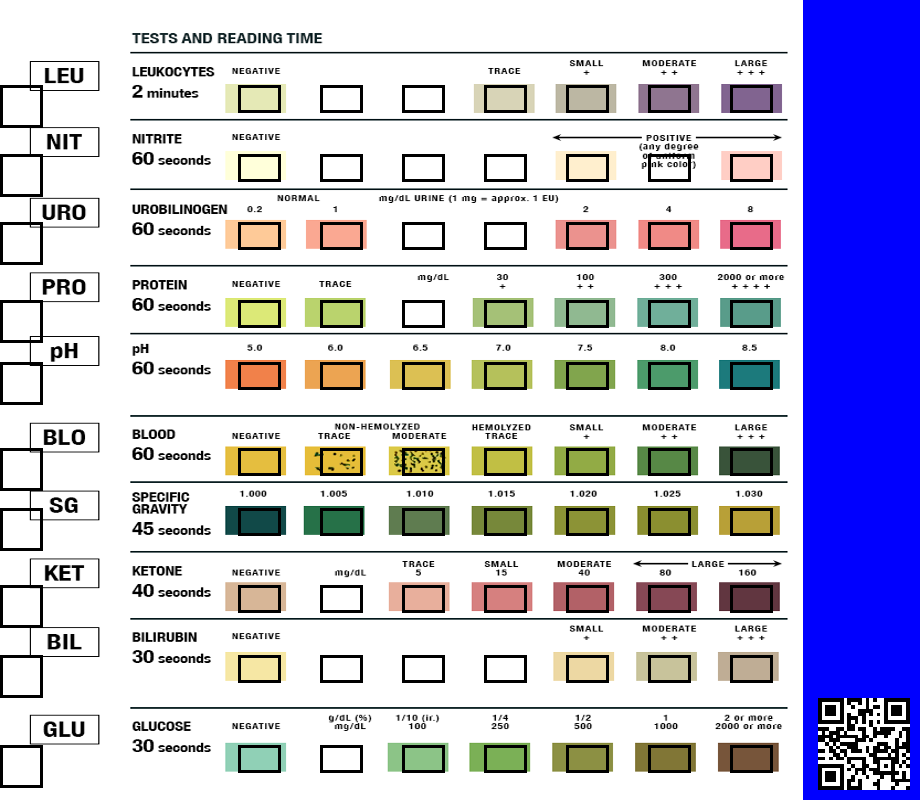 TESTS AND READING TIME
LEU
LEUKOCYTES
2 minutes
NEGATIVE
TRACE
SMALL
+
MODERATE
+ +
LARGE
+ + +
NIT
NITRITE
60 seconds
NEGATIVE
POSITIVE
(any degree
of uniform
pink color)
URO
UROBILINOGEN
60 seconds
NORMAL
mg/dL URINE (1 mg = approx. 1 EU)
0.2
1
2
4
8
PRO
PROTEIN
60 seconds
NEGATIVE
TRACE
mg/dL
30
+
100
+ +
300
+ + +
2000 or more
+ + + +
pH
pH
60 seconds
5.0
6.0
6.5
7.0
7.5
8.0
8.5
BLO
BLOOD
60 seconds
NEGATIVE
NON-HEMOLYZED
TRACE
MODERATE
HEMOLYZED
TRACE
SMALL
+
MODERATE
+ +
LARGE
+ + +
SG
SPECIFIC
GRAVITY
45 seconds
1.000
1.005
1.010
1.015
1.020
1.025
1.030
KET
KETONE
40 seconds
NEGATIVE
mg/dL
TRACE
5
SMALL
15
MODERATE
40
LARGE
80
160
BIL
BILIRUBIN
30 seconds
NEGATIVE
SMALL
+
MODERATE
+ +
LARGE
+ + +
GLU
GLUCOSE
30 seconds
NEGATIVE
g/dL (%)
mg/dL
1/10 (ir.)
100
1/4
250
1/2
500
1
1000
2 or more
2000 or more